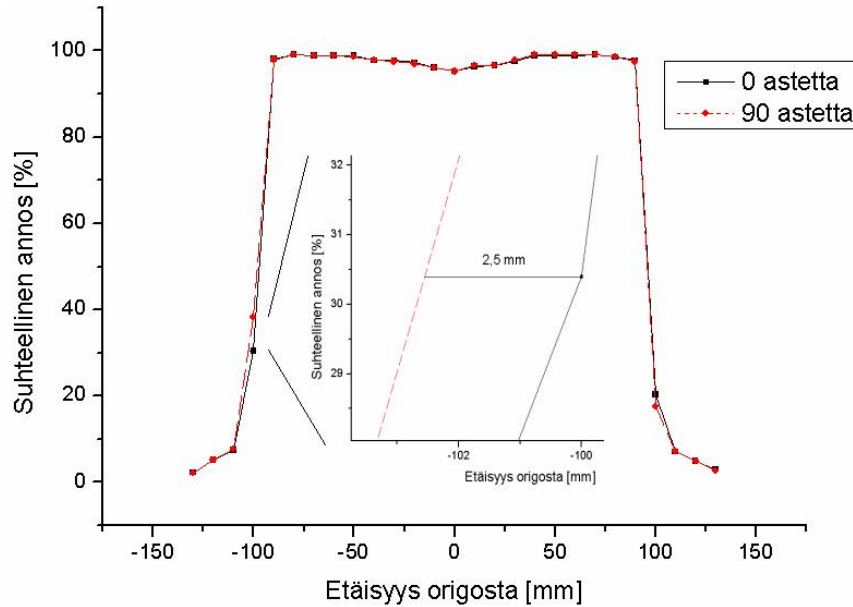 100
80
60
40
20
0
Suhteellinen annos [%]
-150
-100
-50
0
50
100
150
Etäisyys origosta [mm]
0 astetta
90 astetta
32
31
30
29
Suhteellinen annos [%]
2,5 mm
-102
-100
Etäisyys origosta [mm]